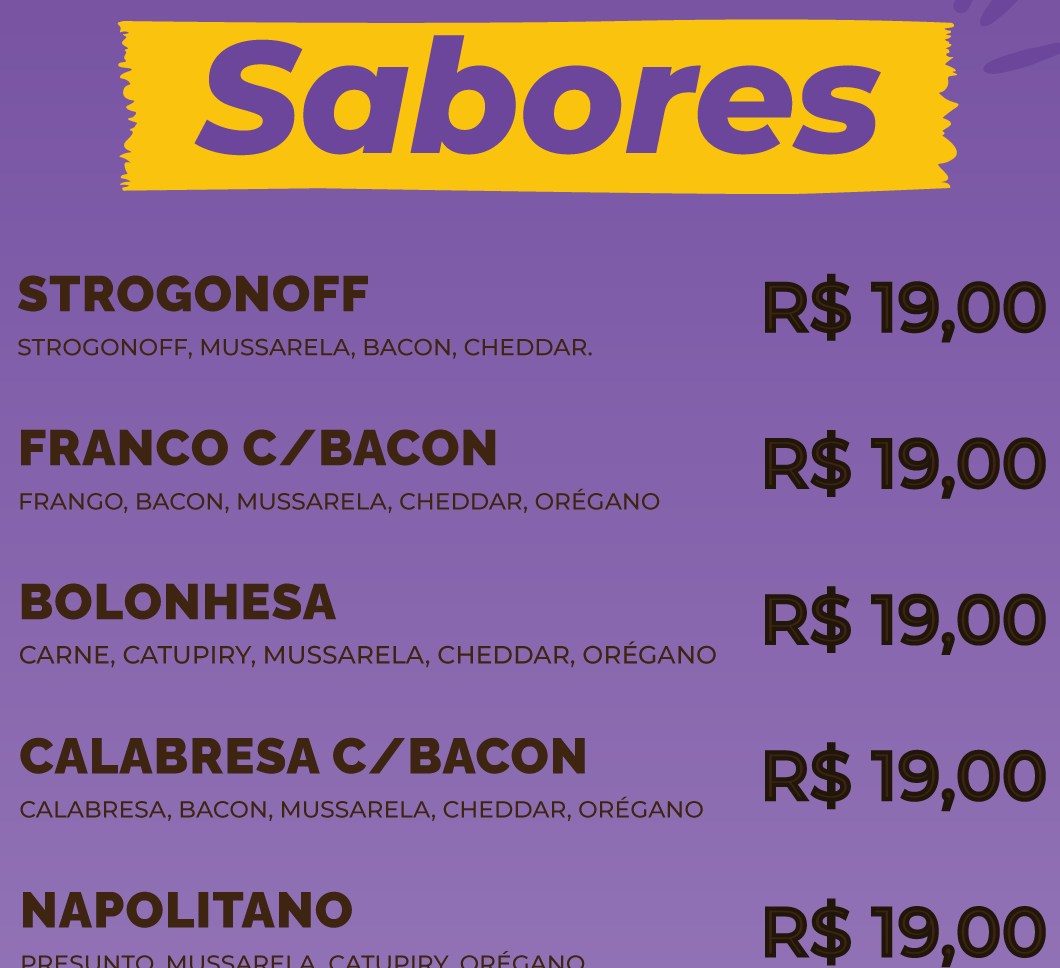 Sabores
STROGONOFF R$ 19,00
STROGONOFF, MUSSARELA, BACON, CHEDDAR.
FRANCO C/BACON R$ 19,00
FRANGO, BACON, MUSSARELA, CHEDDAR, ORÉGANO
BOLONHESA R$ 19,00
CARNE, CATUPIRY, MUSSARELA, CHEDDAR, ORÉGANO
CALABRESA C/BACON R$ 19,00
CALABRESA, BACON, MUSSARELA, CHEDDAR, ORÉGANO
NAPOLITANO R$ 19,00
PRESUNTO, MUSSARELA, CATUPIRY, ORÉGANO